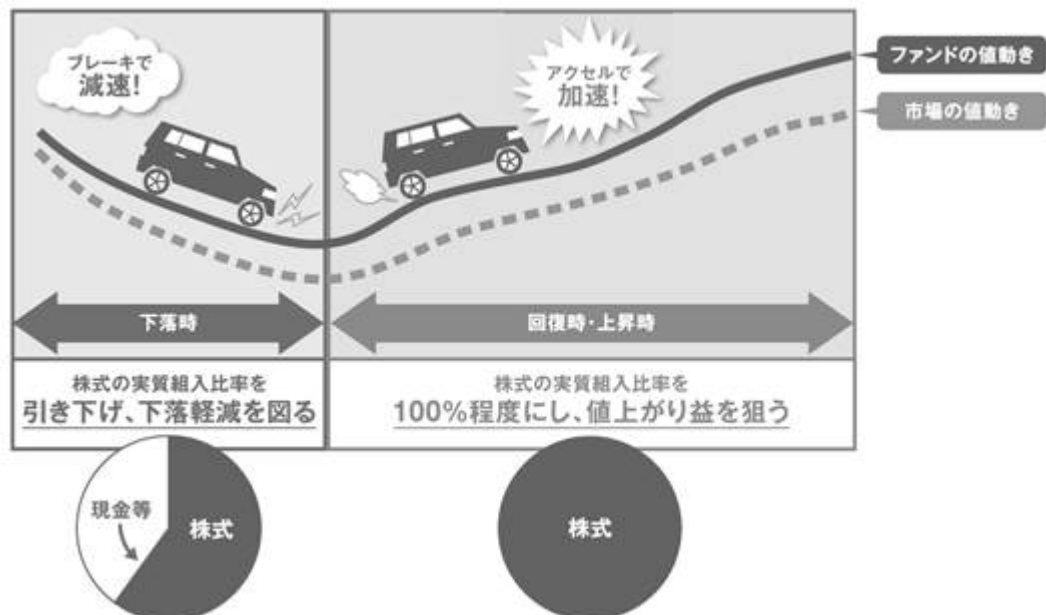 ブレーキで
減速!
アクセルで
加速!
ファンドの値動き
市場の値動き
下落時
回復時・上昇時
株式の実質組入比率を
引き下げ、下落軽減を図る
株式の実質組入比率を
100%程度にし、値上がり益を狙う
現金等
株式
株式